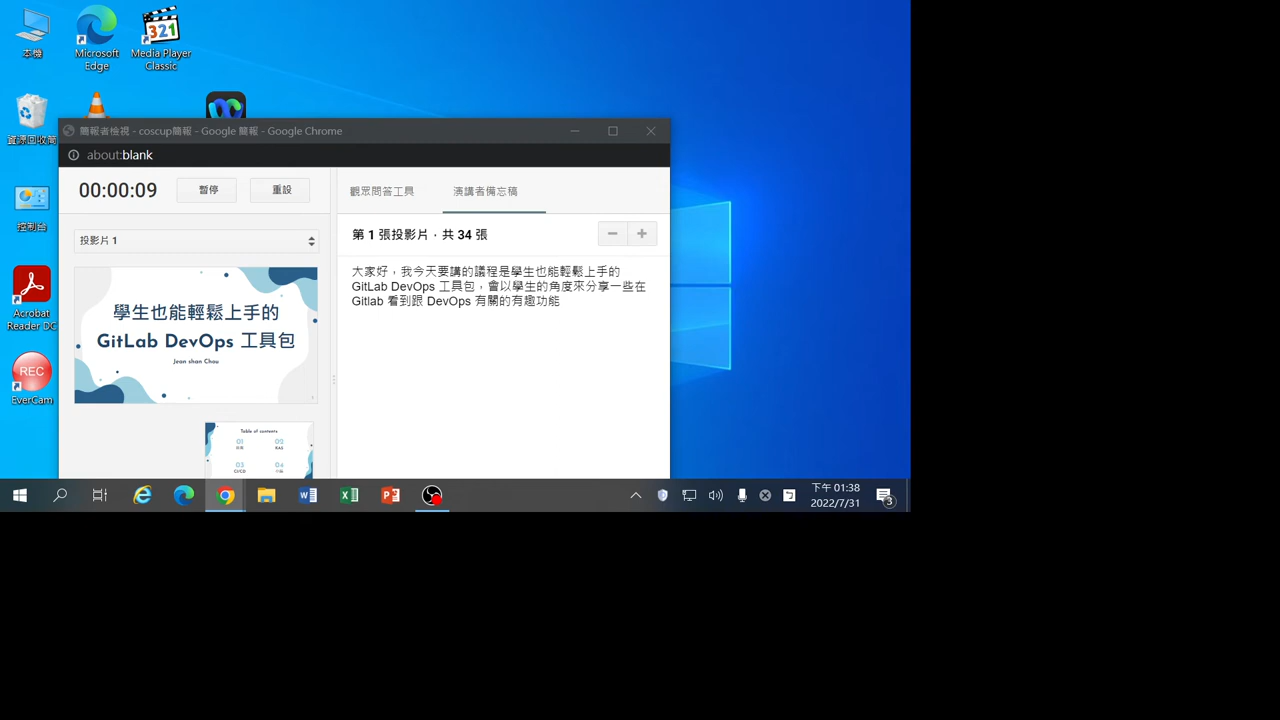 本機
Microsoft Edge
321
Media Player Classic
資源回收筒
簡報者檢視 - coscup簡報 - Google 簡報 - Google Chrome
about:blank
00:00:09
暫停
重設
觀眾問答工具
演講者備忘稿
控制台
投影片 1
第 1 張投影片，共 34 張
大家好，我今天要講的議程是學生也能輕鬆上手的
GitLab DevOps 工具包，會以學生的角度來分享一些在
Gitlab 看到跟 DevOps 有關的有趣功能
學生也能輕鬆上手的
GitLab DevOps 工具包
Jean shan Chou
Acrobat Reader DC
REC
EverCam
Table of contents
01
02
03
04
CI/CD
下午 01:38
2022/7/31
3